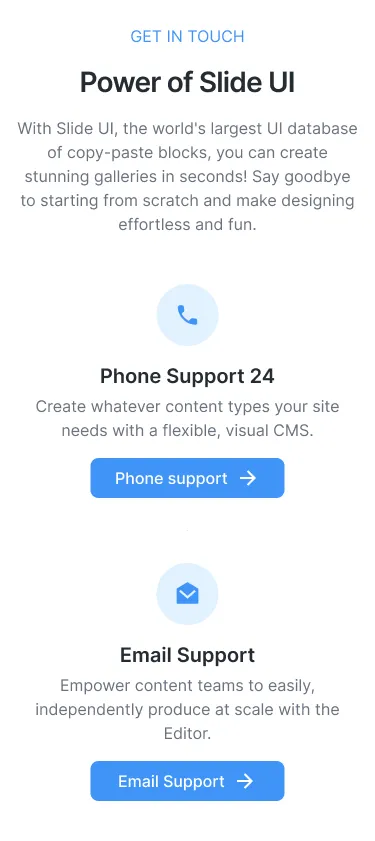 GET IN TOUCH
Power of Slide UI
With Slide UI, the world's largest UI database
of copy-paste blocks, you can create
stunning galleries in seconds! Say goodbye
to starting from scratch and make designing
effortless and fun.
Phone Support 24
Create whatever content types your site
needs with a flexible, visual CMS.
Phone support
Email Support
Empower content teams to easily,
independently produce at scale with the
Editor.
Email Support